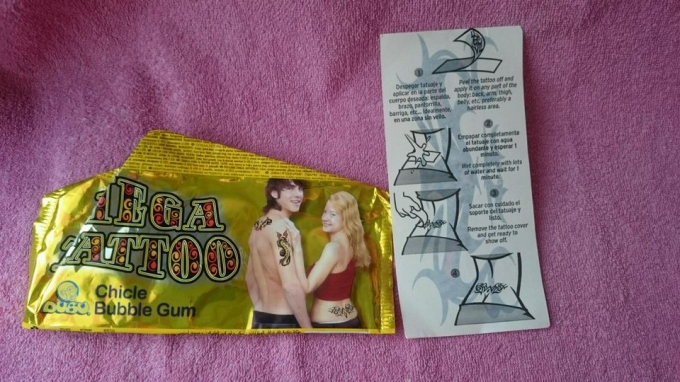 MEGA
TATTOO
Chicle
Bubble Gum
1
Despegar tatuaje y
aplicar en la parte del
cuerpo deseada: espalda,
brazo, pantorrilla,
barriga, etc... Idealmente,
en una zona sin vello.
Peel the tattoo off and
apply it on any part of the
body: back, arm, thigh,
belly, etc. preferably a
hairless area.
2
Empapar completamente
el tatuaje con agua
abundante y esperar 1
minuto.
Wet completely with lots
of water and wait for 1
minute.
3
Sacar con cuidado el
soporte del tatuaje y
listo.
Remove the tattoo cover
and get ready to
show off.
4